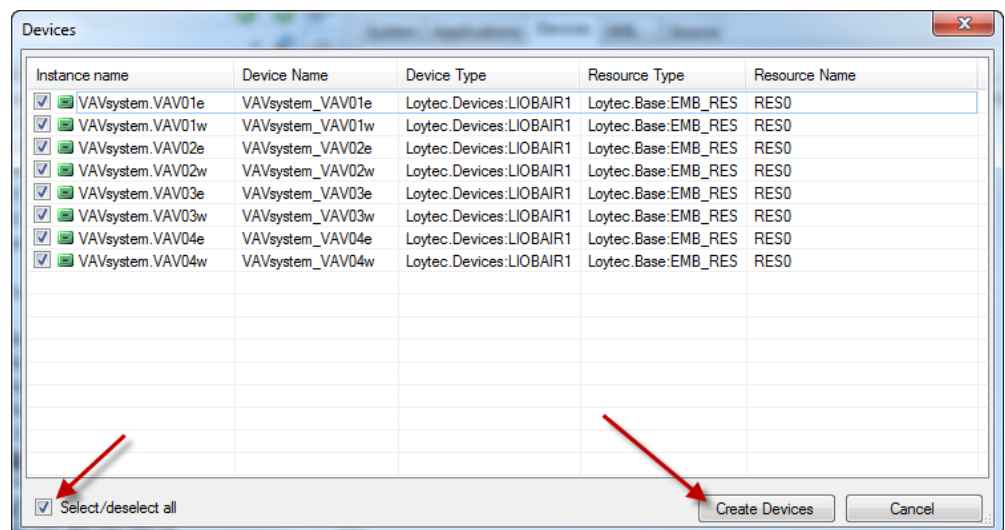 Devices
Instance name Device Name Device Type Resource Type Resource Name
VAVsystem.VAV01e VAVsystem_VAV01e Loytec.Devices:LIOBAIR1 Loytec.Base:EMB_RES RES0
VAVsystem.VAV01w VAVsystem_VAV01w Loytec.Devices:LIOBAIR1 Loytec.Base:EMB_RES RES0
VAVsystem.VAV02e VAVsystem_VAV02e Loytec.Devices:LIOBAIR1 Loytec.Base:EMB_RES RES0
VAVsystem.VAV02w VAVsystem_VAV02w Loytec.Devices:LIOBAIR1 Loytec.Base:EMB_RES RES0
VAVsystem.VAV03e VAVsystem_VAV03e Loytec.Devices:LIOBAIR1 Loytec.Base:EMB_RES RES0
VAVsystem.VAV03w VAVsystem_VAV03w Loytec.Devices:LIOBAIR1 Loytec.Base:EMB_RES RES0
VAVsystem.VAV04e VAVsystem_VAV04e Loytec.Devices:LIOBAIR1 Loytec.Base:EMB_RES RES0
VAVsystem.VAV04w VAVsystem_VAV04w Loytec.Devices:LIOBAIR1 Loytec.Base:EMB_RES RES0
Select/deselect all Create Devices Cancel